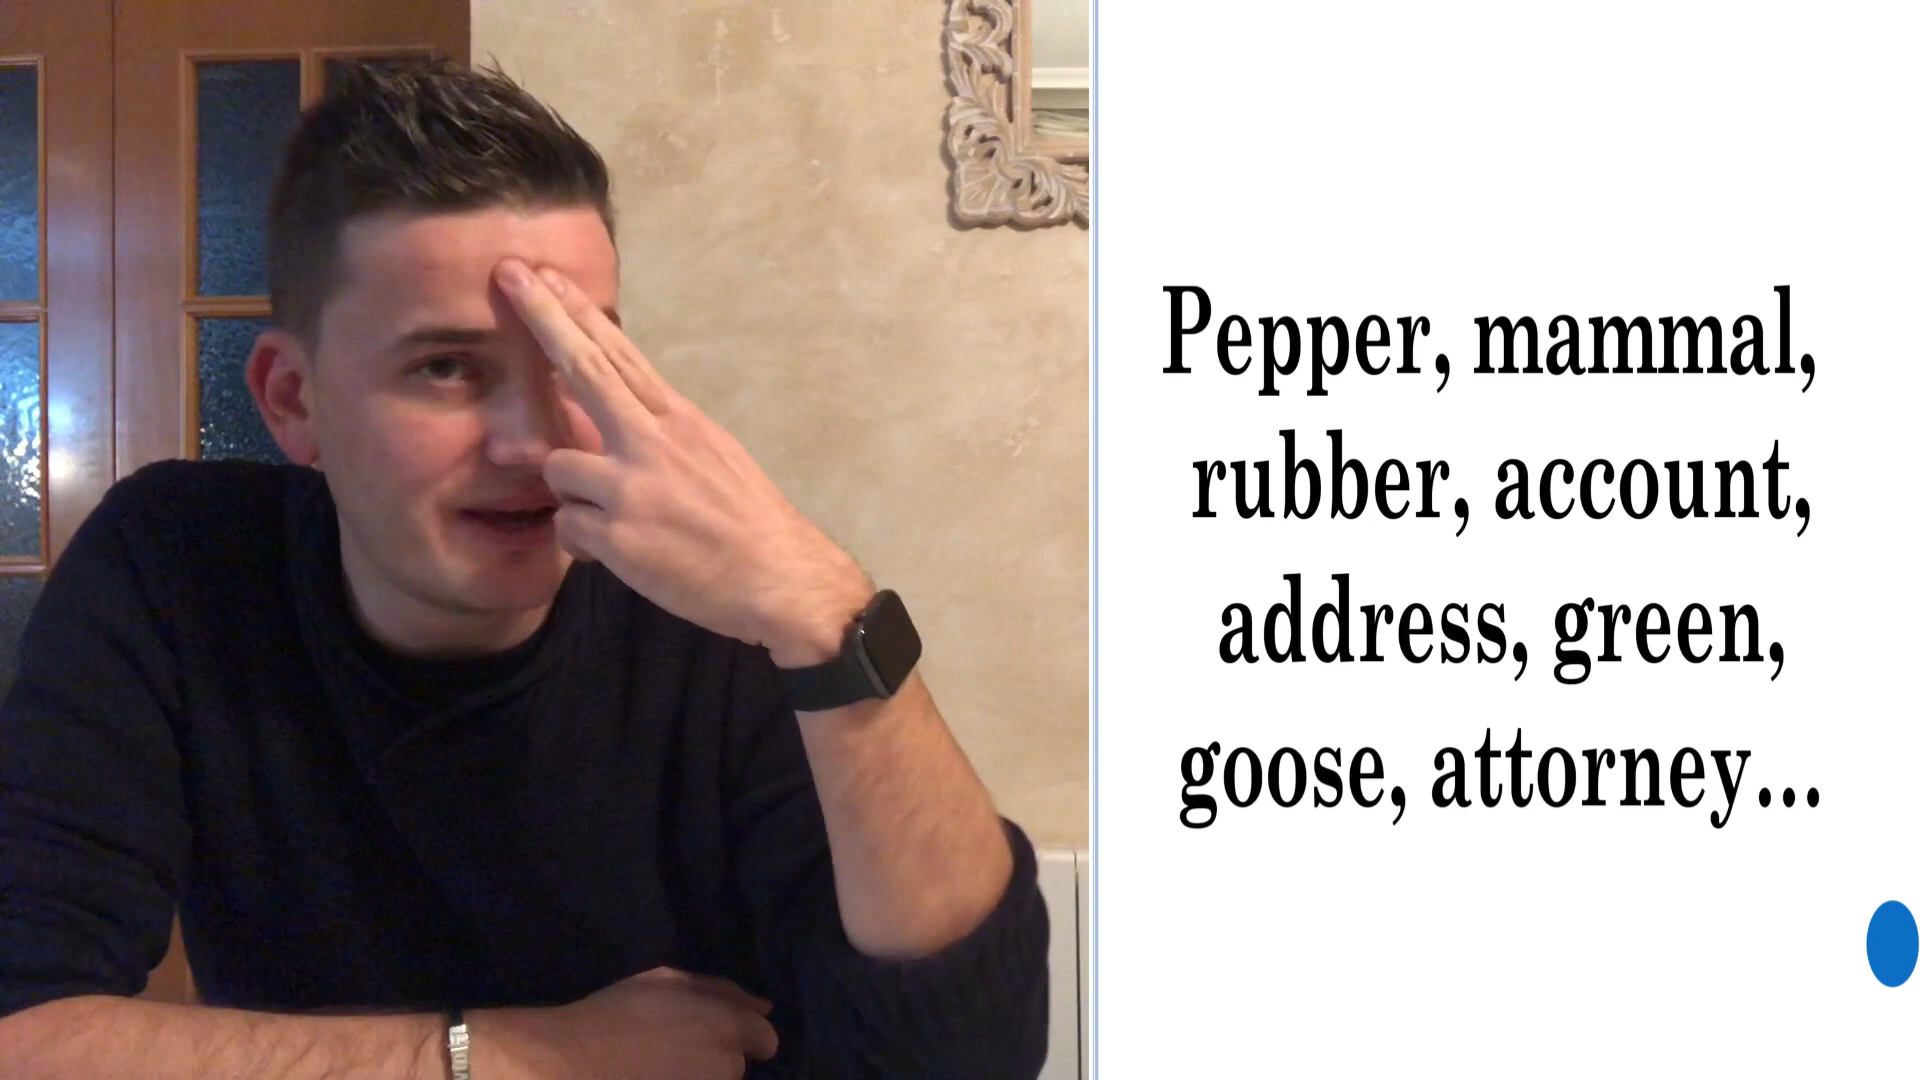 Pepper, mammal,
rubber, account,
address, green,
goose, attorney...